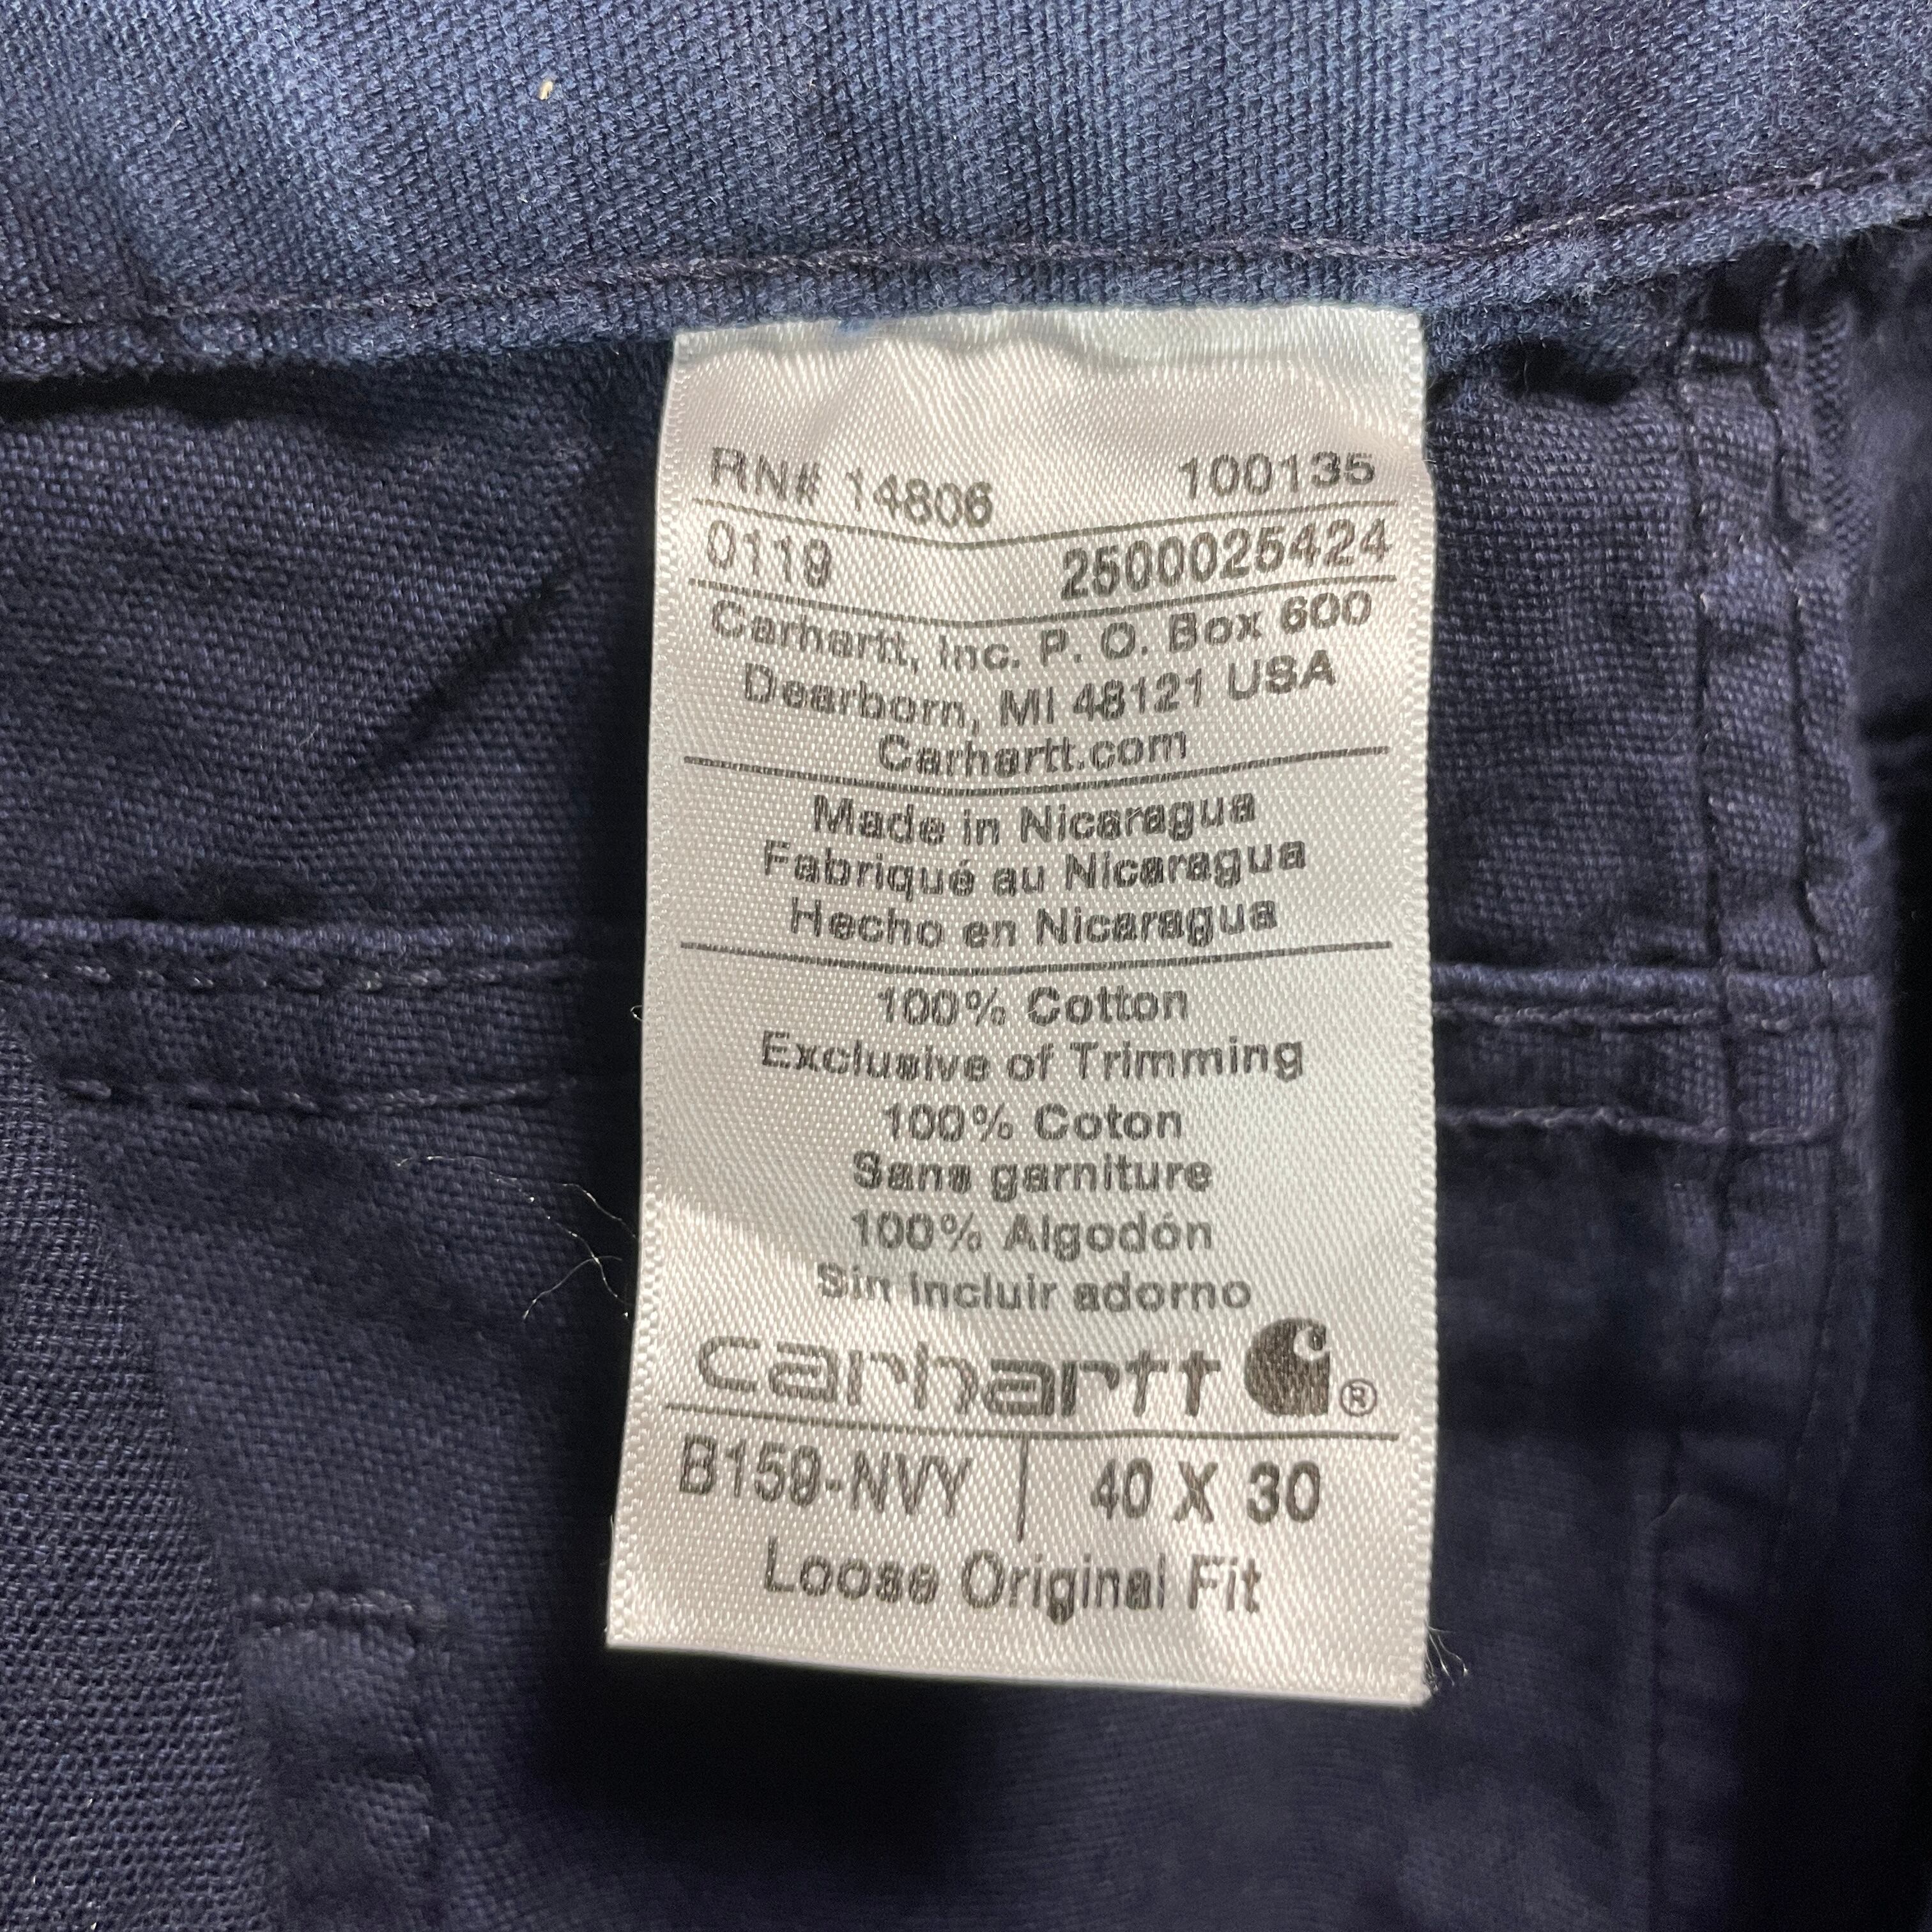 RN# 14806 100135
0119 2500025424
Carhartt, Inc. P. O. Box 600
Dearborn, MI 48121 USA
Carhartt.com
Made in Nicaragua
Fabriqué au Nicaragua
Hecho en Nicaragua
100% Cotton
Exclusive of Trimming
100% Coton
Sans garniture
100% Algodón
Sin incluir adorno
carhartt ®
B159-NVY | 40 X 30
Loose Original Fit